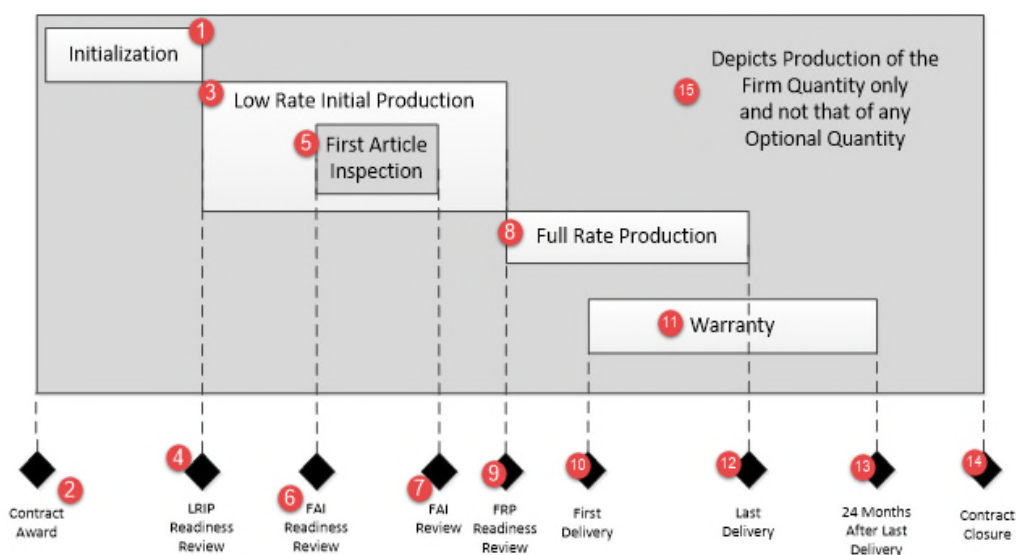 Initialization
1
3
Low Rate Initial Production
5
First Article
Inspection
15
Depicts Production of the
Firm Quantity only
and not that of any
Optional Quantity
8
Full Rate Production
11
Warranty
2
Contract
Award
4
LRIP
Readiness
Review
6
FAI
Readiness
Review
7
FAI
Review
9
FRP
Readiness
Review
10
First
Delivery
12
Last
Delivery
13
24 Months
After Last
Delivery
14
Contract
Closure